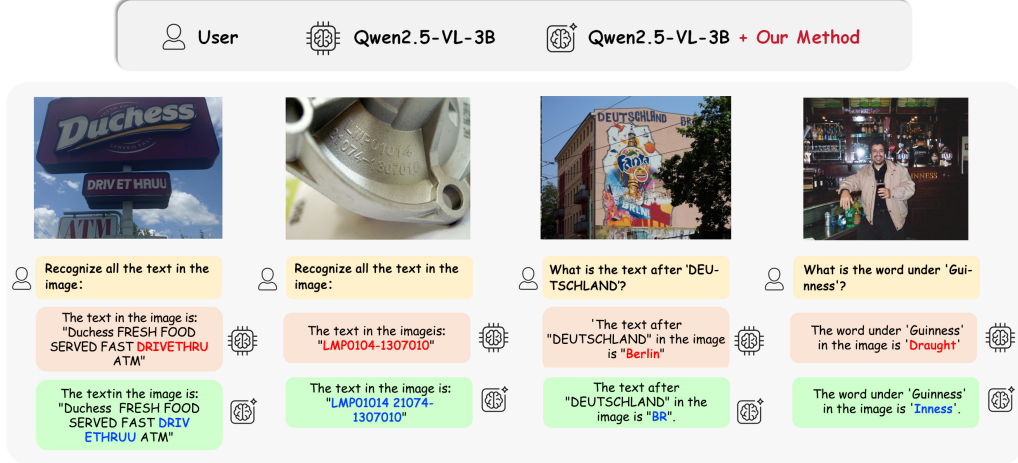 User Qwen2.5-VL-3B Qwen2.5-VL-3B + Our Method
Duchess
DRIV
ATM
LMP01014
1307010
DEUTSCHLAND BR
Fanta
INNESS
Recognize all the text in the
image:
The text in the image is:
"Duchess FRESH FOOD
SERVED FAST DRIVETHRU
ATM"
The textin the image is:
"Duchess FRESH FOOD
SERVED FAST DRIV
ETHRUU ATM"
Recognize all the text in the
image:
The text in the imageis:
"LMP0104-1307010"
The text in the image is:
"LMP01014 21074-
1307010"
What is the text after 'DEU-
TSCHLAND'?
'The text after
"DEUTSCHLAND" in the image
is "Berlin"
The text after
"DEUTSCHLAND" in the
image is "BR".
What is the word under 'Gui-
nness'?
The word under 'Guinness'
in the image is 'Draught'
The word under 'Guinness'
in the image is 'Inness'.